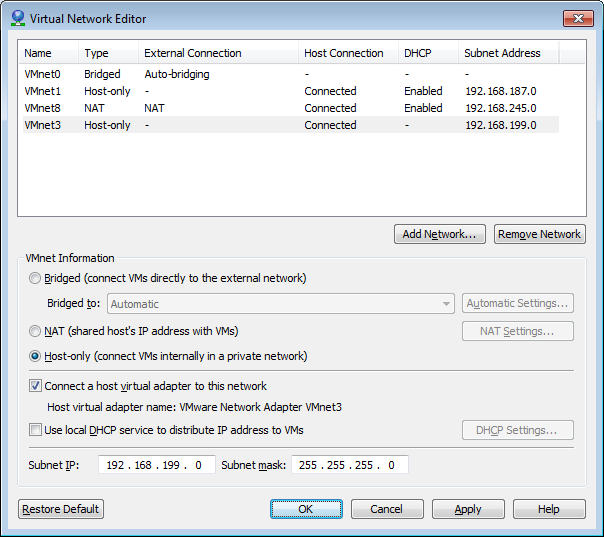 Virtual Network Editor
Name Type External Connection Host Connection DHCP Subnet Address
VMnet0 Bridged Auto-bridging - - -
VMnet1 Host-only - Connected Enabled 192.168.187.0
VMnet8 NAT NAT Connected Enabled 192.168.245.0
VMnet3 Host-only - Connected - 192.168.199.0
Add Network... Remove Network
VMnet Information
Bridged (connect VMs directly to the external network)
Bridged to: Automatic Automatic Settings...
NAT (shared host's IP address with VMs) NAT Settings...
Host-only (connect VMs internally in a private network)
Connect a host virtual adapter to this network
Host virtual adapter name: VMware Network Adapter VMnet3
Use local DHCP service to distribute IP address to VMs DHCP Settings...
Subnet IP: 192 . 168 . 199 . 0 Subnet mask: 255 . 255 . 255 . 0
Restore Default OK Cancel Apply Help